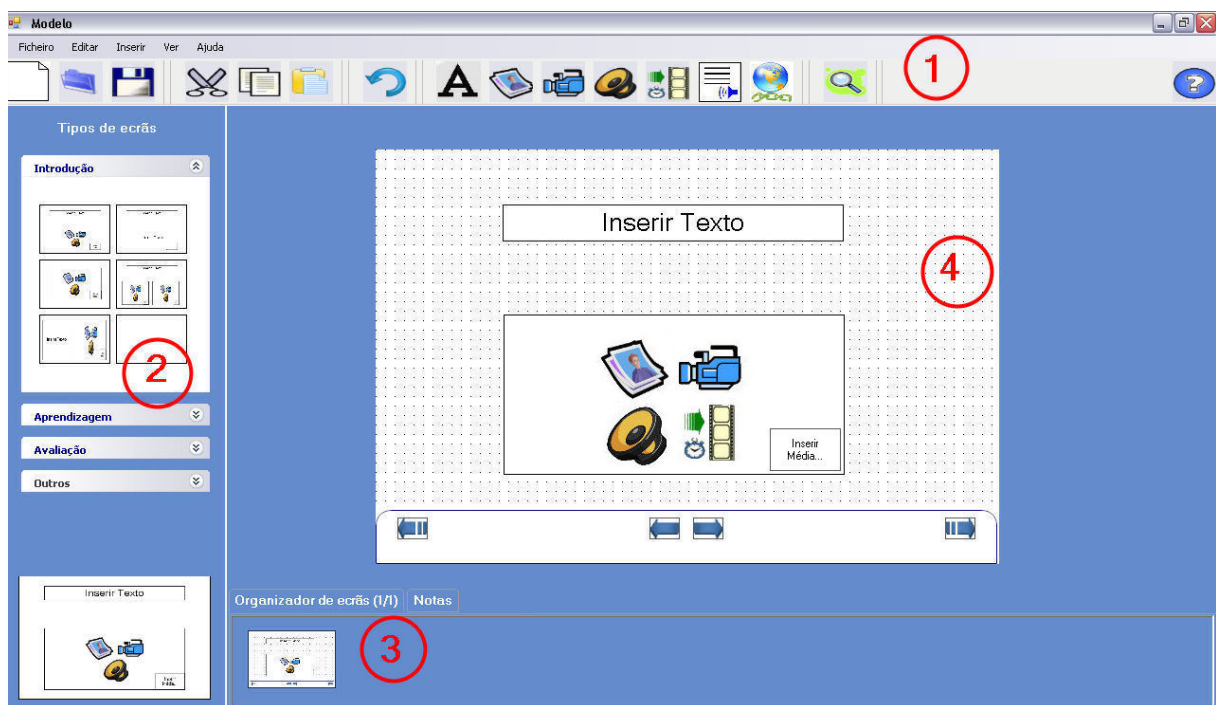 Modelo
Ficheiro Editar Inserir Ver Ajuda
A
1
?
Tipos de ecrãs
Introdução
2
Aprendizagem
Avaliação
Outros
Inserir Texto
4
Inserir
Média...
Inserir Texto
Organizador de ecrãs (1/1) Notas
3